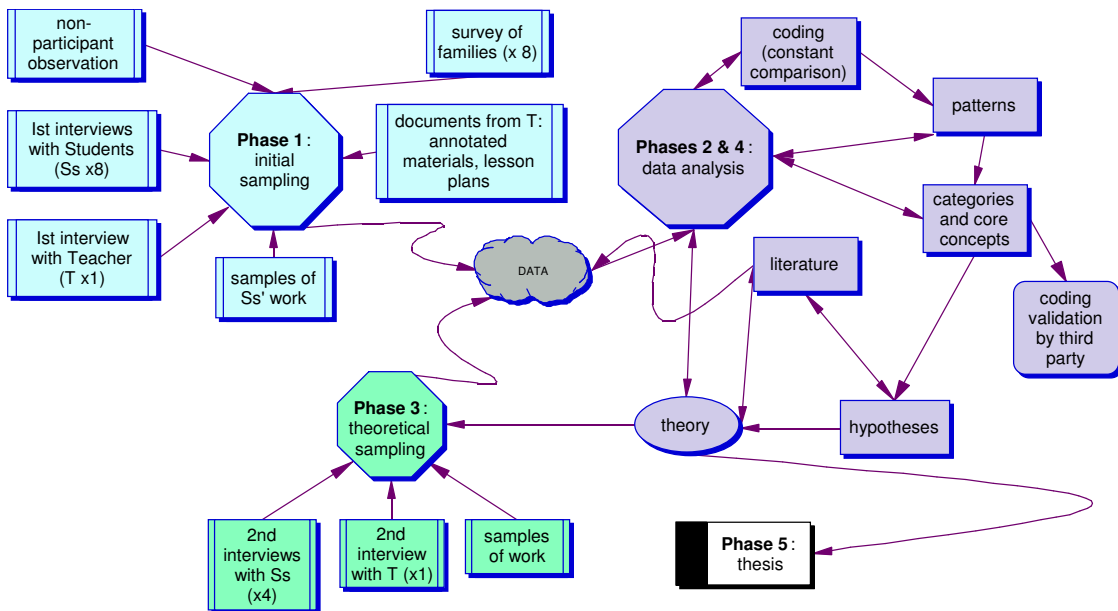 non-
participant
observation
survey of
families (x 8)
Ist interviews
with Students
(Ss x8)
Phase 1:
initial
sampling
documents from T:
annotated
materials, lesson
plans
Ist interview
with Teacher
(T x1)
samples of
Ss' work
DATA
coding
(constant
comparison)
patterns
Phases 2 & 4:
data analysis
categories
and core
concepts
literature
coding
validation
by third
party
Phase 3:
theoretical
sampling
theory
hypotheses
2nd
interviews
with Ss
(x4)
2nd
interview
with T (x1)
samples
of work
Phase 5:
thesis